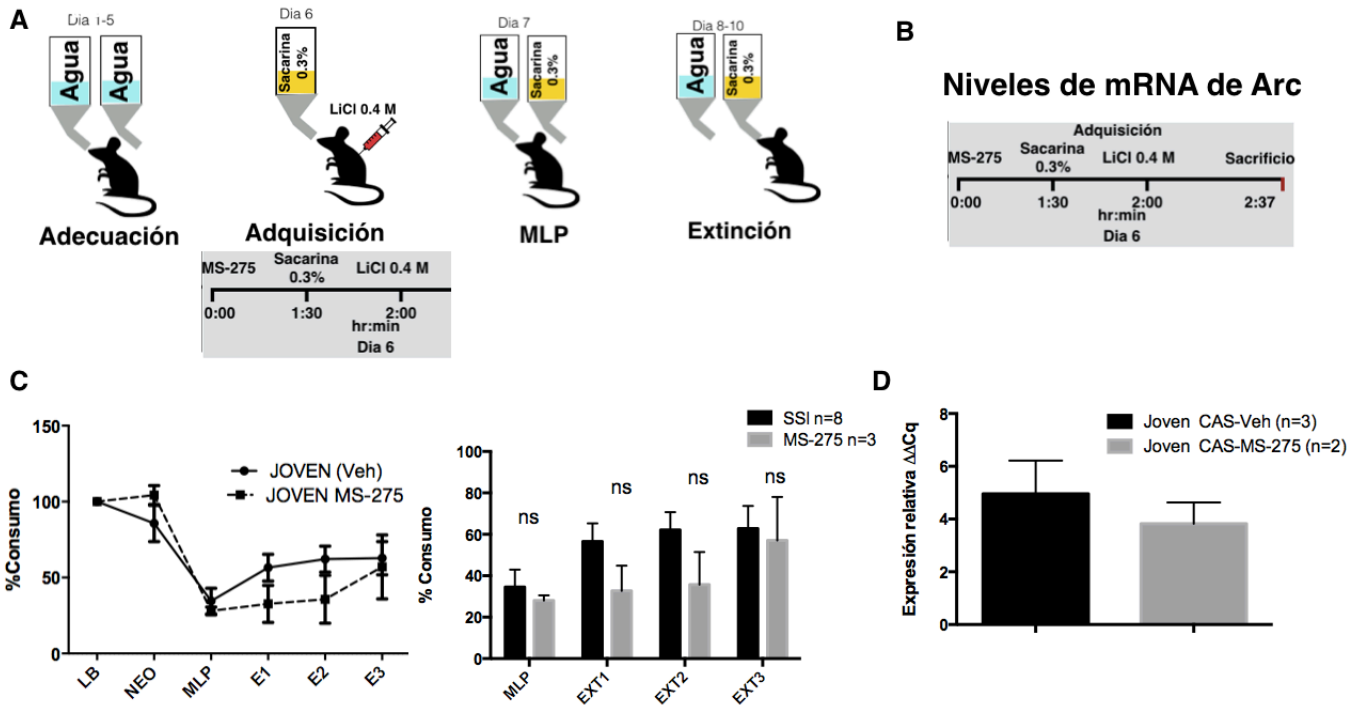 A
Dia 1-5
Agua
Agua
Adecuación
Dia 6
Sacarina
0.3%
LiCl 0.4 M
Adquisición
MS-275
Sacarina
0.3%
LiCl 0.4 M
0:00
1:30
2:00
hr:min
Dia 6
Dia 7
Agua
Sacarina
0.3%
MLP
Dia 8-10
Agua
Sacarina
0.3%
Extinción
B
Niveles de mRNA de Arc
Adquisición
MS-275
Sacarina
0.3%
LiCl 0.4 M
Sacrificio
0:00
1:30
2:00
2:37
hr:min
Dia 6
C
%Consumo
150
100
50
0
JOVEN (Veh)
JOVEN MS-275
LB
NEO
MLP
E1
E2
E3
SSI n=8
MS-275 n=3
% Consumo
100
80
60
40
20
0
ns
ns
ns
ns
MLP
EXT1
EXT2
EXT3
D
Expresión relativa ΔΔCq
8
6
4
2
0
Joven CAS-Veh (n=3)
Joven CAS-MS-275 (n=2)